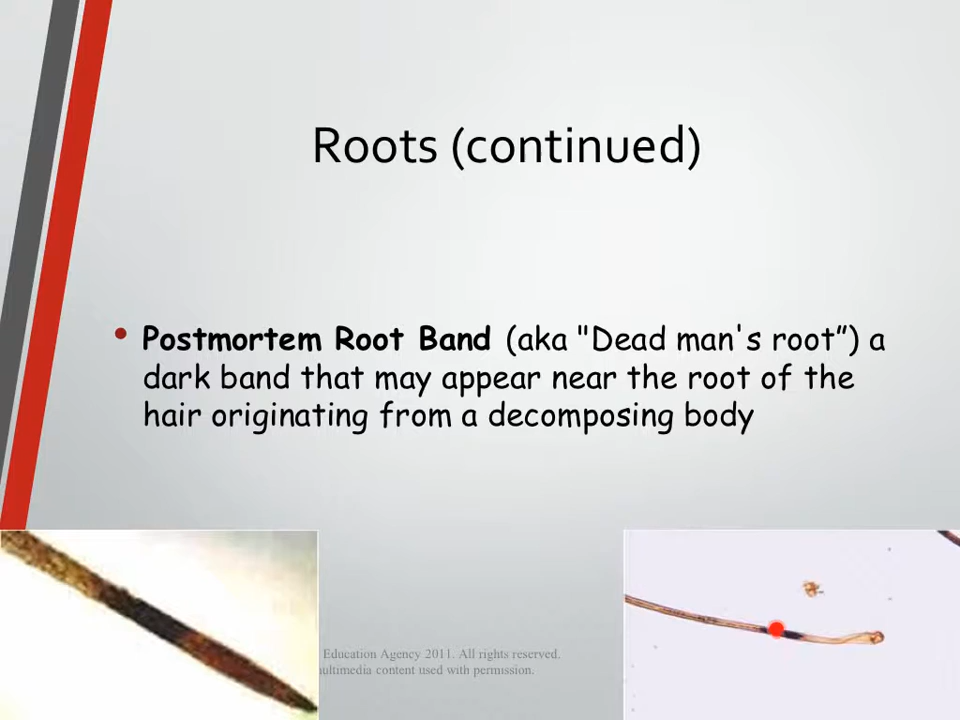 Roots (continued)
• Postmortem Root Band (aka "Dead man's root”) a
dark band that may appear near the root of the
hair originating from a decomposing body
Education Agency 2011. All rights reserved.
multimedia content used with permission.